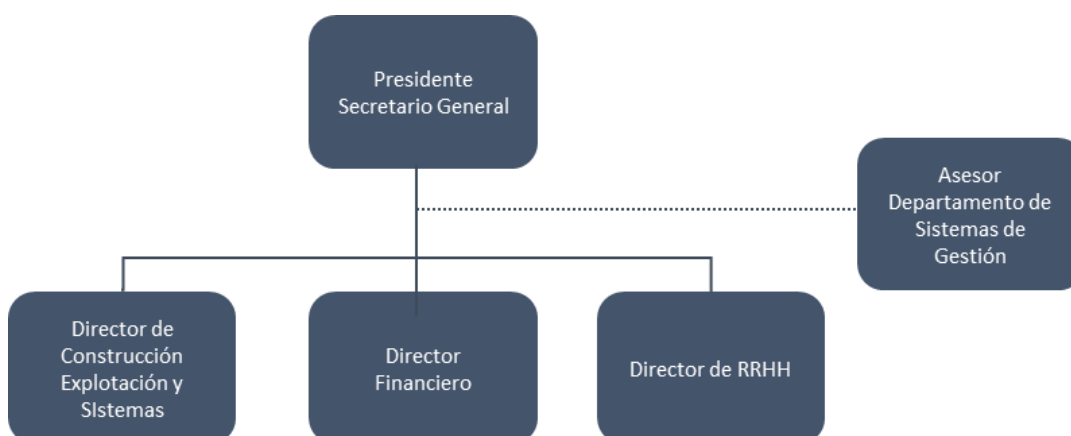 Presidente
Secretario General
Asesor
Departamento de
Sistemas de
Gestión
Director de
Construcción
Explotación y
SIstemas
Director
Financiero
Director de RRHH